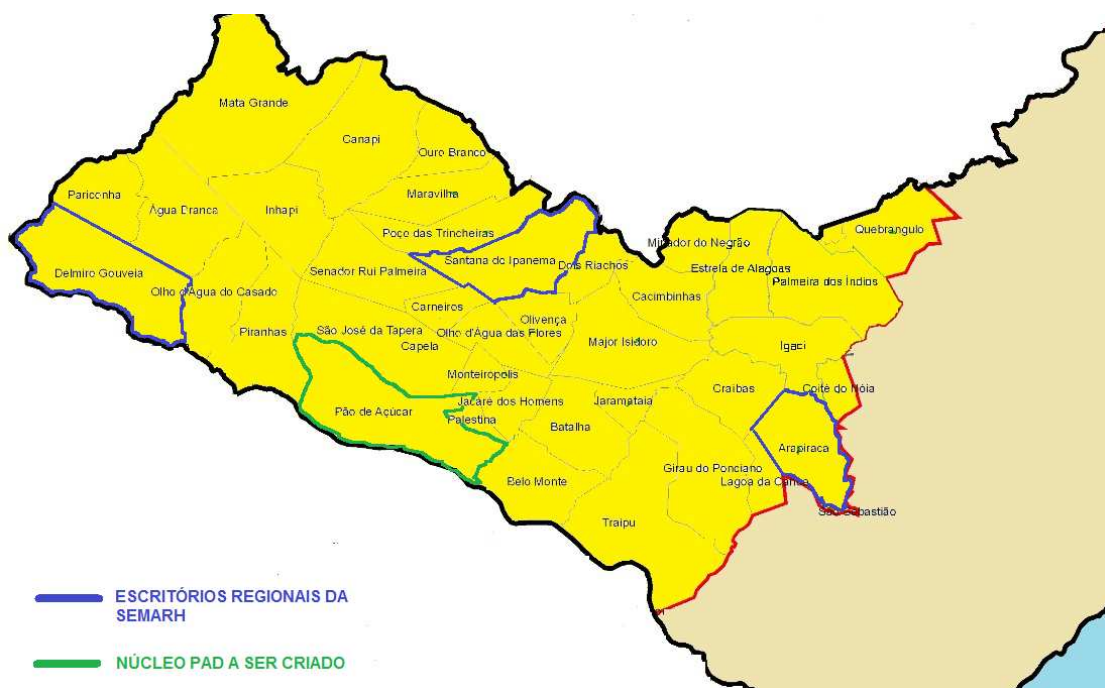 Mata Grande
Canapi
Ouro Branco
Pariconha
Maravilha
Água Branca
Inhapi
Quebrangulo
Poço das Trincheiras
Minador do Negrão
Santana do Ipanema
Dois Riachos
Delmiro Gouveia
Senador Rui Palmeira
Estrela de Alagoas
Palmeira dos Índios
Olho d'Água do Casado
Cacimbinhas
Carneiros
Olivença
Piranhas
São José da Tapera
Olho d'Água das Flores
Capela
Major Isidoro
Igaci
Monteiropolis
Craibas
Coité do Nóia
Jacaré dos Homens
Jaramataia
Pão de Açúcar
Palestina
Batalha
Arapiraca
Girau do Ponciano
Belo Monte
Lagoa da Canoa
São Sebastião
Traipu
ESCRITÓRIOS REGIONAIS DA
SEMARH
NÚCLEO PAD A SER CRIADO